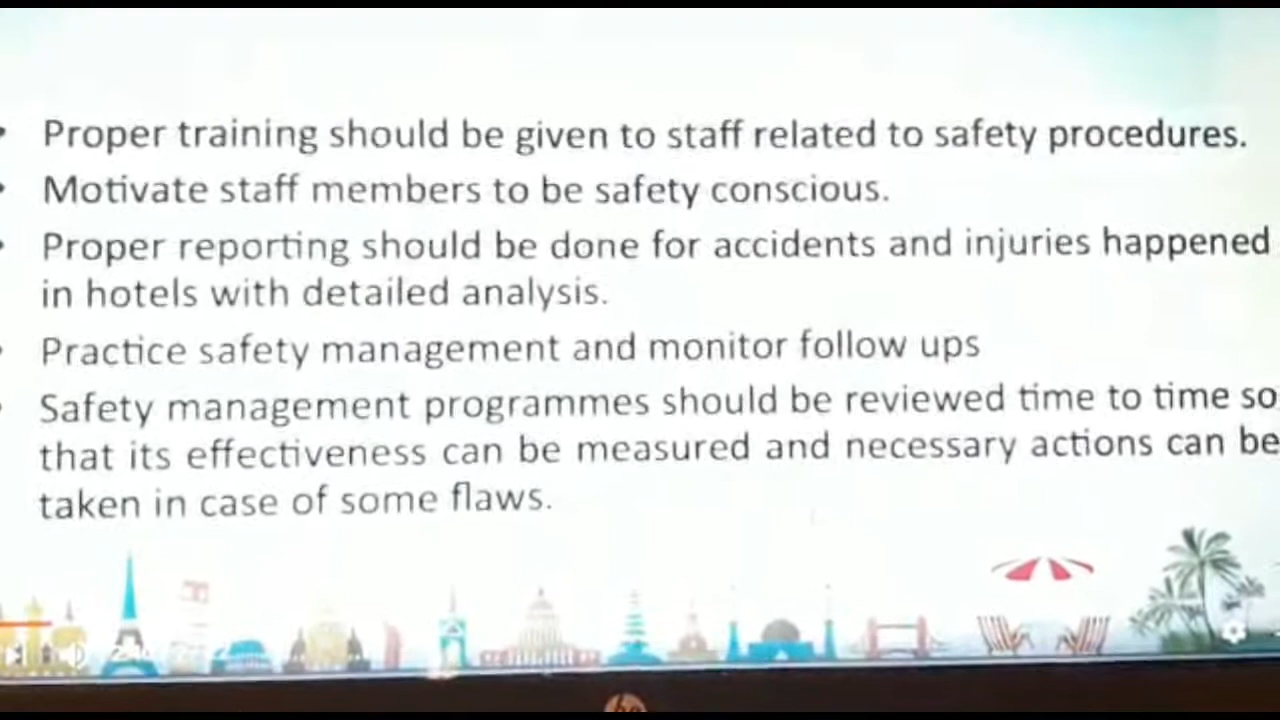 • Proper training should be given to staff related to safety procedures.
• Motivate staff members to be safety conscious.
• Proper reporting should be done for accidents and injuries happened
in hotels with detailed analysis.
• Practice safety management and monitor follow ups
• Safety management programmes should be reviewed time to time so
that its effectiveness can be measured and necessary actions can be
taken in case of some flaws.
hp